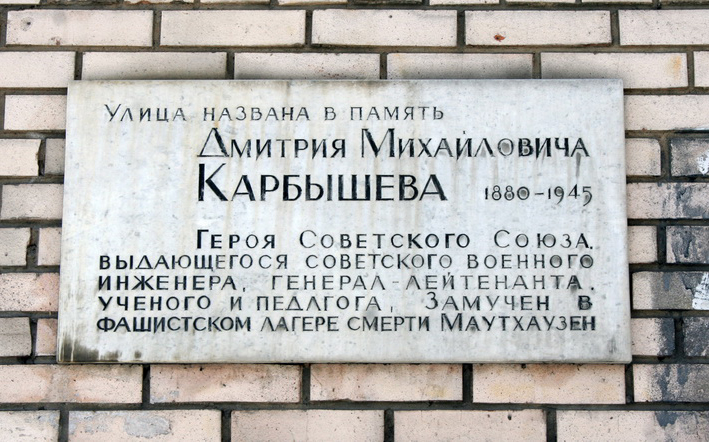 Улица названа в память
Дмитрия Михайловича
Карбышева 1880-1945
Героя Советского Союза,
выдающегося советского военного
инженера, генерал-лейтенанта,
ученого и педагога, замучен в
фашистском лагере смерти Маутхаузен